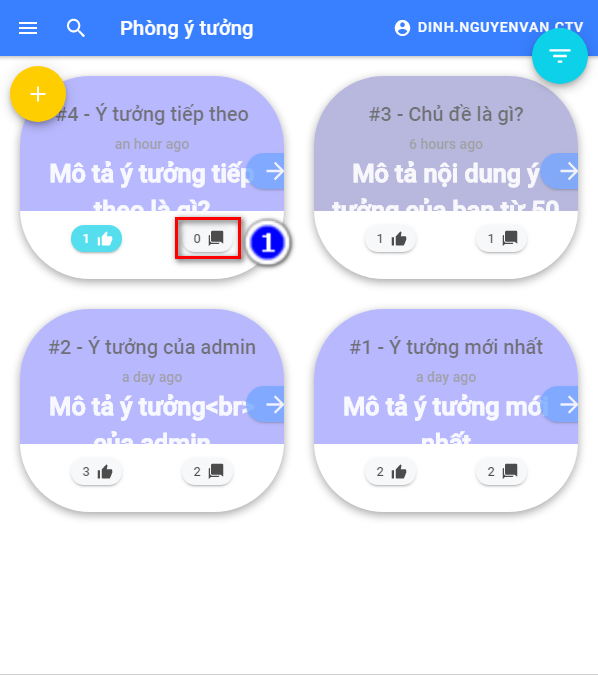 Phòng ý tưởng
DINH.NGUYENVAN.CTV
#4 - Ý tưởng tiếp theo
an hour ago
Mô tả ý tưởng tiếp
theo là gì?
1
0
1
#3 - Chủ đề là gì?
6 hours ago
Mô tả nội dung ý
tưởng của bạn từ 50
1
1
#2 - Ý tưởng của admin
a day ago
Mô tả ý tưởng<br>
của admin
3
2
#1 - Ý tưởng mới nhất
a day ago
Mô tả ý tưởng mới
nhất
2
2